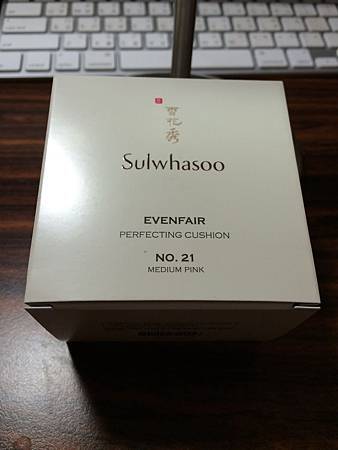 雪花秀
Sulwhasoo
EVENFAIR
PERFECTING CUSHION
NO. 21
MEDIUM PINK